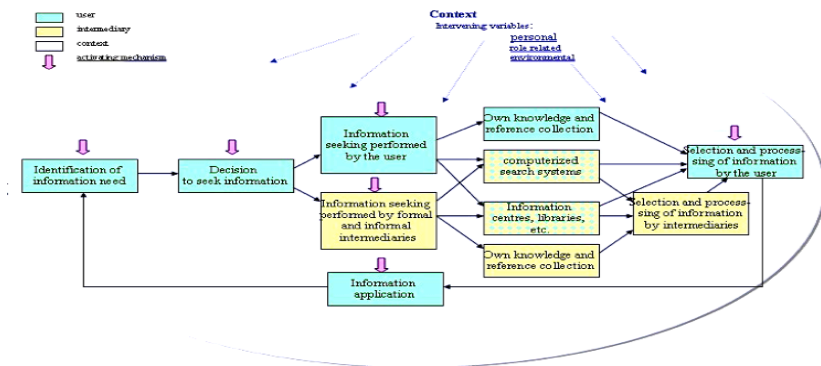 user
intermediary
context
activating mechanism
Context
Intervening variables:
personal
role related
environmental
Identification of
information need
Decision
to seek information
Information
seeking performed
by the user
Information seeking
performed by formal
and informal
intermediaries
Own knowledge and
reference collection
computerized
search systems
Information
centres, libraries,
etc.
Own knowledge and
reference collection
Selection and process-
sing of information
by the user
Selection and process-
sing of information
by intermediaries
Information
application